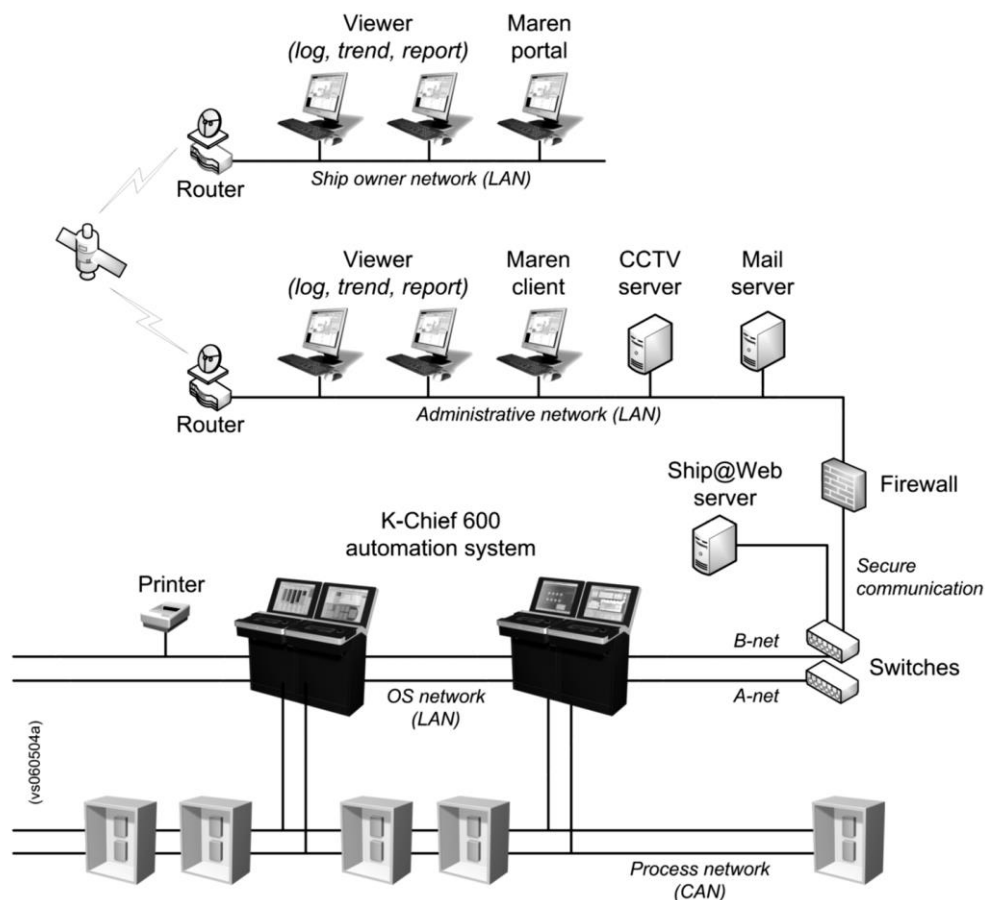 Viewer
(log, trend, report)
Maren
portal
Router
Ship owner network (LAN)
Viewer
(log, trend, report)
Maren
client
CCTV
server
Mail
server
Router
Administrative network (LAN)
Ship@Web
server
Firewall
K-Chief 600
automation system
Secure
communication
Printer
B-net
Switches
OS network
(LAN)
A-net
(vs060504a)
Process network
(CAN)